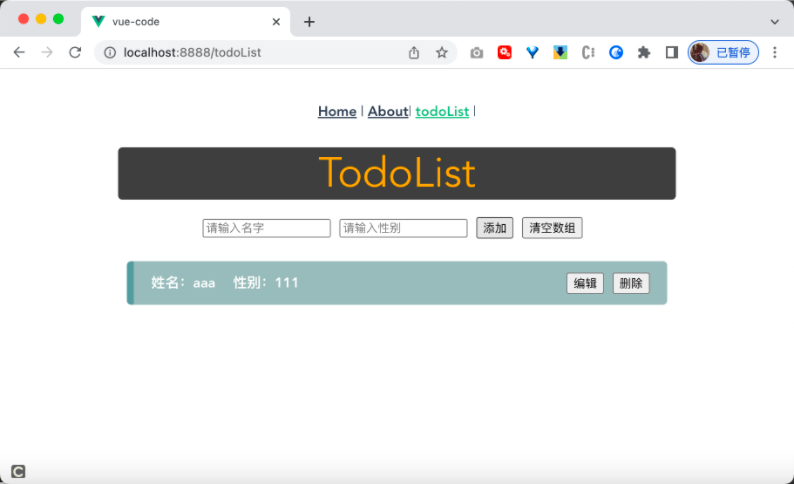 vue-code
localhost:8888/todoList
已暂停
Home | About| todoList |
TodoList
请输入名字 请输入性别 添加 清空数组
姓名：aaa 性别：111 编辑 删除